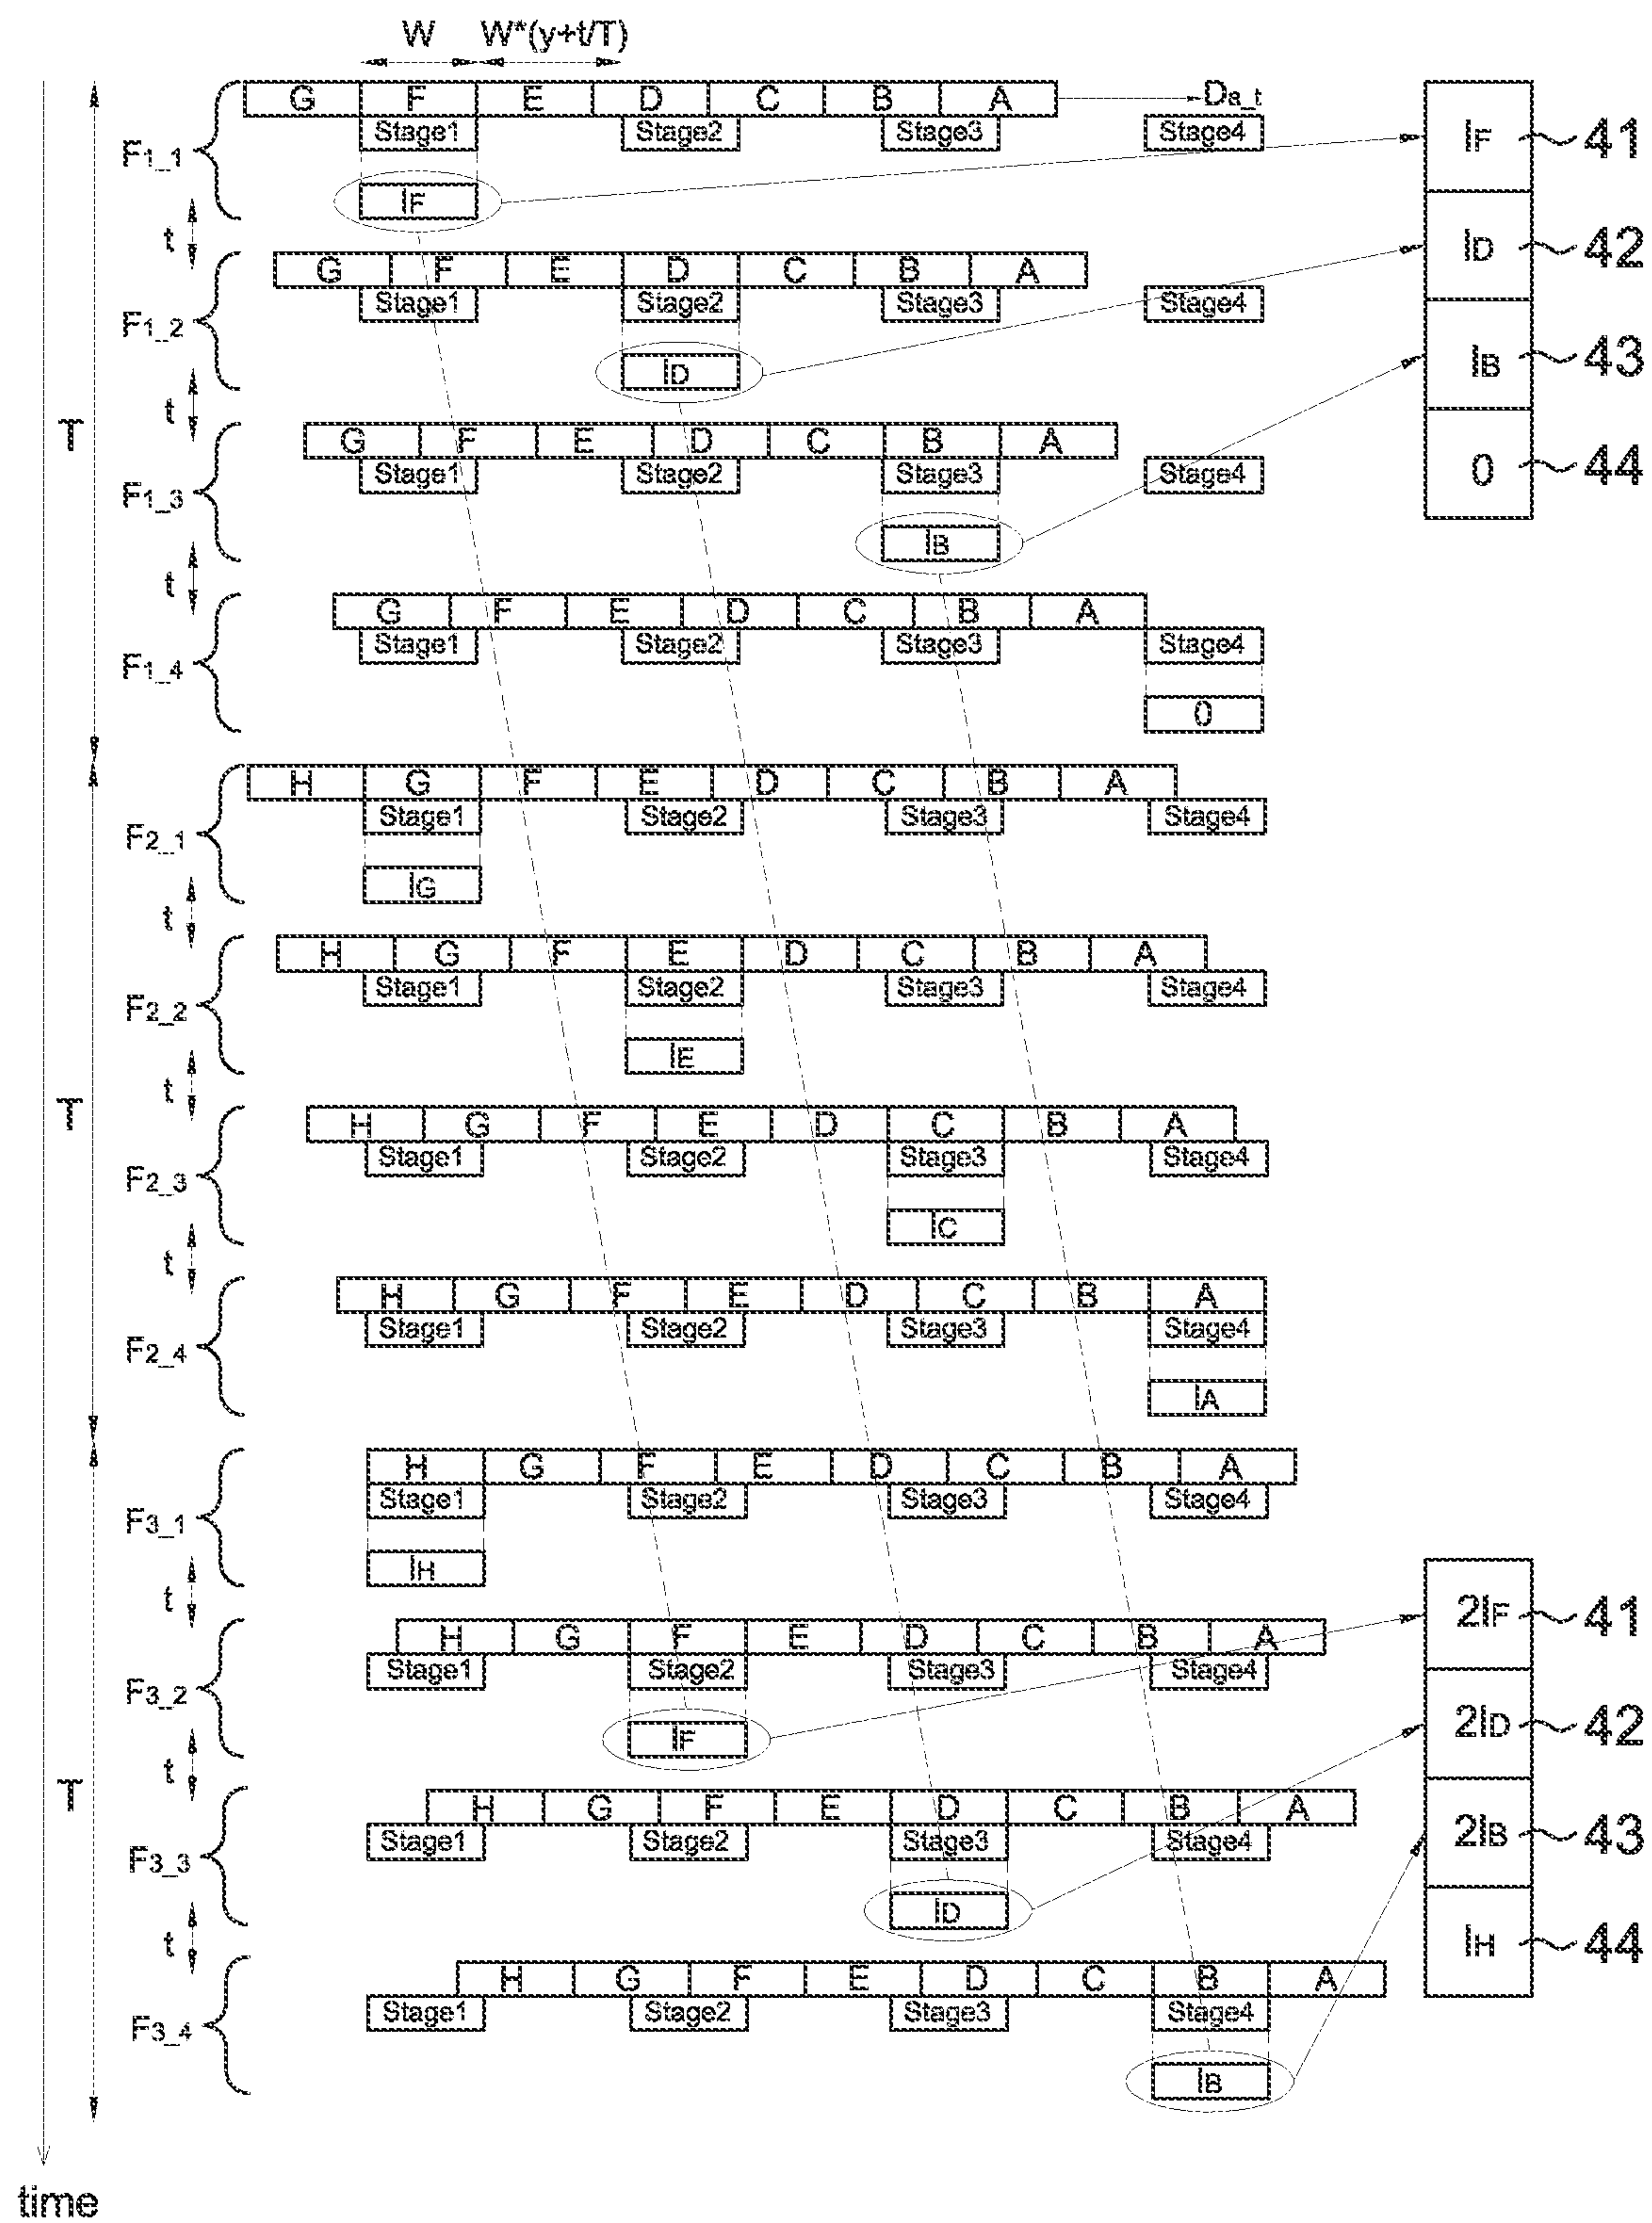 W W*(y+t/T)
G F E D C B A Da_t
Stage1 Stage2 Stage3 Stage4
F1_1
IF
IF 41
t
ID 42
G F E D C B A
Stage1 Stage2 Stage3 Stage4
F1_2
ID
IB 43
t
T
G F E D C B A
Stage1 Stage2 Stage3 Stage4
0 44
F1_3
IB
t
G F E D C B A
Stage1 Stage2 Stage3 Stage4
F1_4
0
H G F E D C B A
Stage1 Stage2 Stage3 Stage4
F2_1
IG
t
H G F E D C B A
Stage1 Stage2 Stage3 Stage4
F2_2
IE
t
T
H G F E D C B A
Stage1 Stage2 Stage3 Stage4
F2_3
IC
t
H G F E D C B A
Stage1 Stage2 Stage3 Stage4
F2_4
IA
H G F E D C B A
Stage1 Stage2 Stage3 Stage4
F3_1
IH
t
2IF 41
H G F E D C B A
Stage1 Stage2 Stage3 Stage4
F3_2
2ID 42
IF
t
T
H G F E D C B A
Stage1 Stage2 Stage3 Stage4
2IB 43
F3_3
ID
t
IH 44
H G F E D C B A
Stage1 Stage2 Stage3 Stage4
F3_4
IB
time